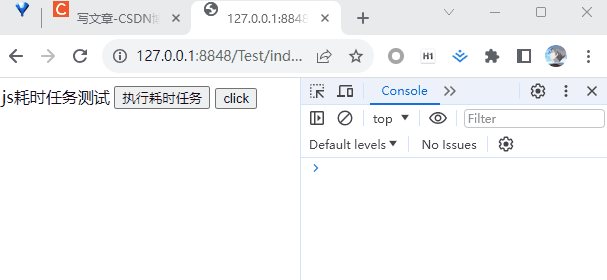 写文章-CSDN博
127.0.0.1:8848
127.0.0.1:8848/Test/ind...
H1
js耗时任务测试 执行耗时任务 click
Console
top
Filter
Default levels
No Issues